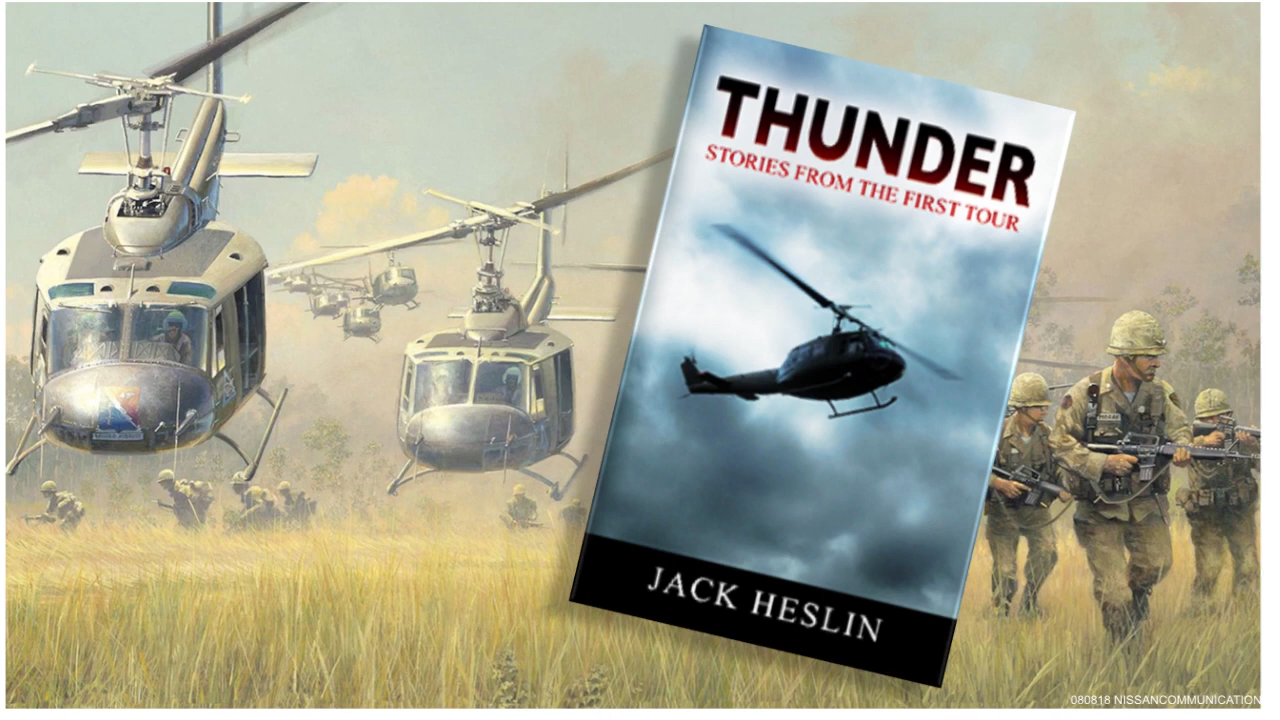 THUNDER
STORIES FROM THE FIRST TOUR
JACK HESLIN
080818 NISSANCOMMUNICATION